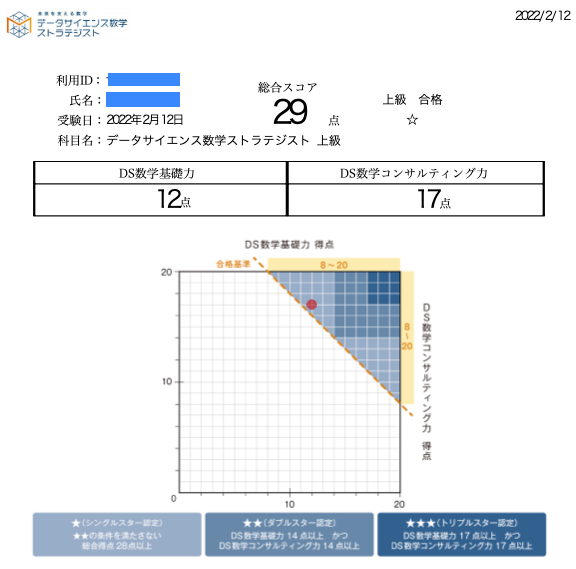 2022/2/12
未来を支える数学
データサイエンス数学
ストラテジスト
利用ID：
氏名：
受験日：2022年2月12日
科目名：データサイエンス数学ストラテジスト 上級
総合スコア
29 点
上級 合格
☆
DS数学基礎力 DS数学コンサルティング力
12点 17点
DS数学基礎力 得点
合格基準 8～20
20
10
0
10
20
8～20
DS数学コンサルティング力 得点
★（シングルスター認定）
★★の条件を満たさない
総合得点 28点以上
★★（ダブルスター認定）
DS数学基礎力 14点以上 かつ
DS数学コンサルティング力 14点以上
★★★（トリプルスター認定）
DS数学基礎力 17点以上 かつ
DS数学コンサルティング力 17点以上